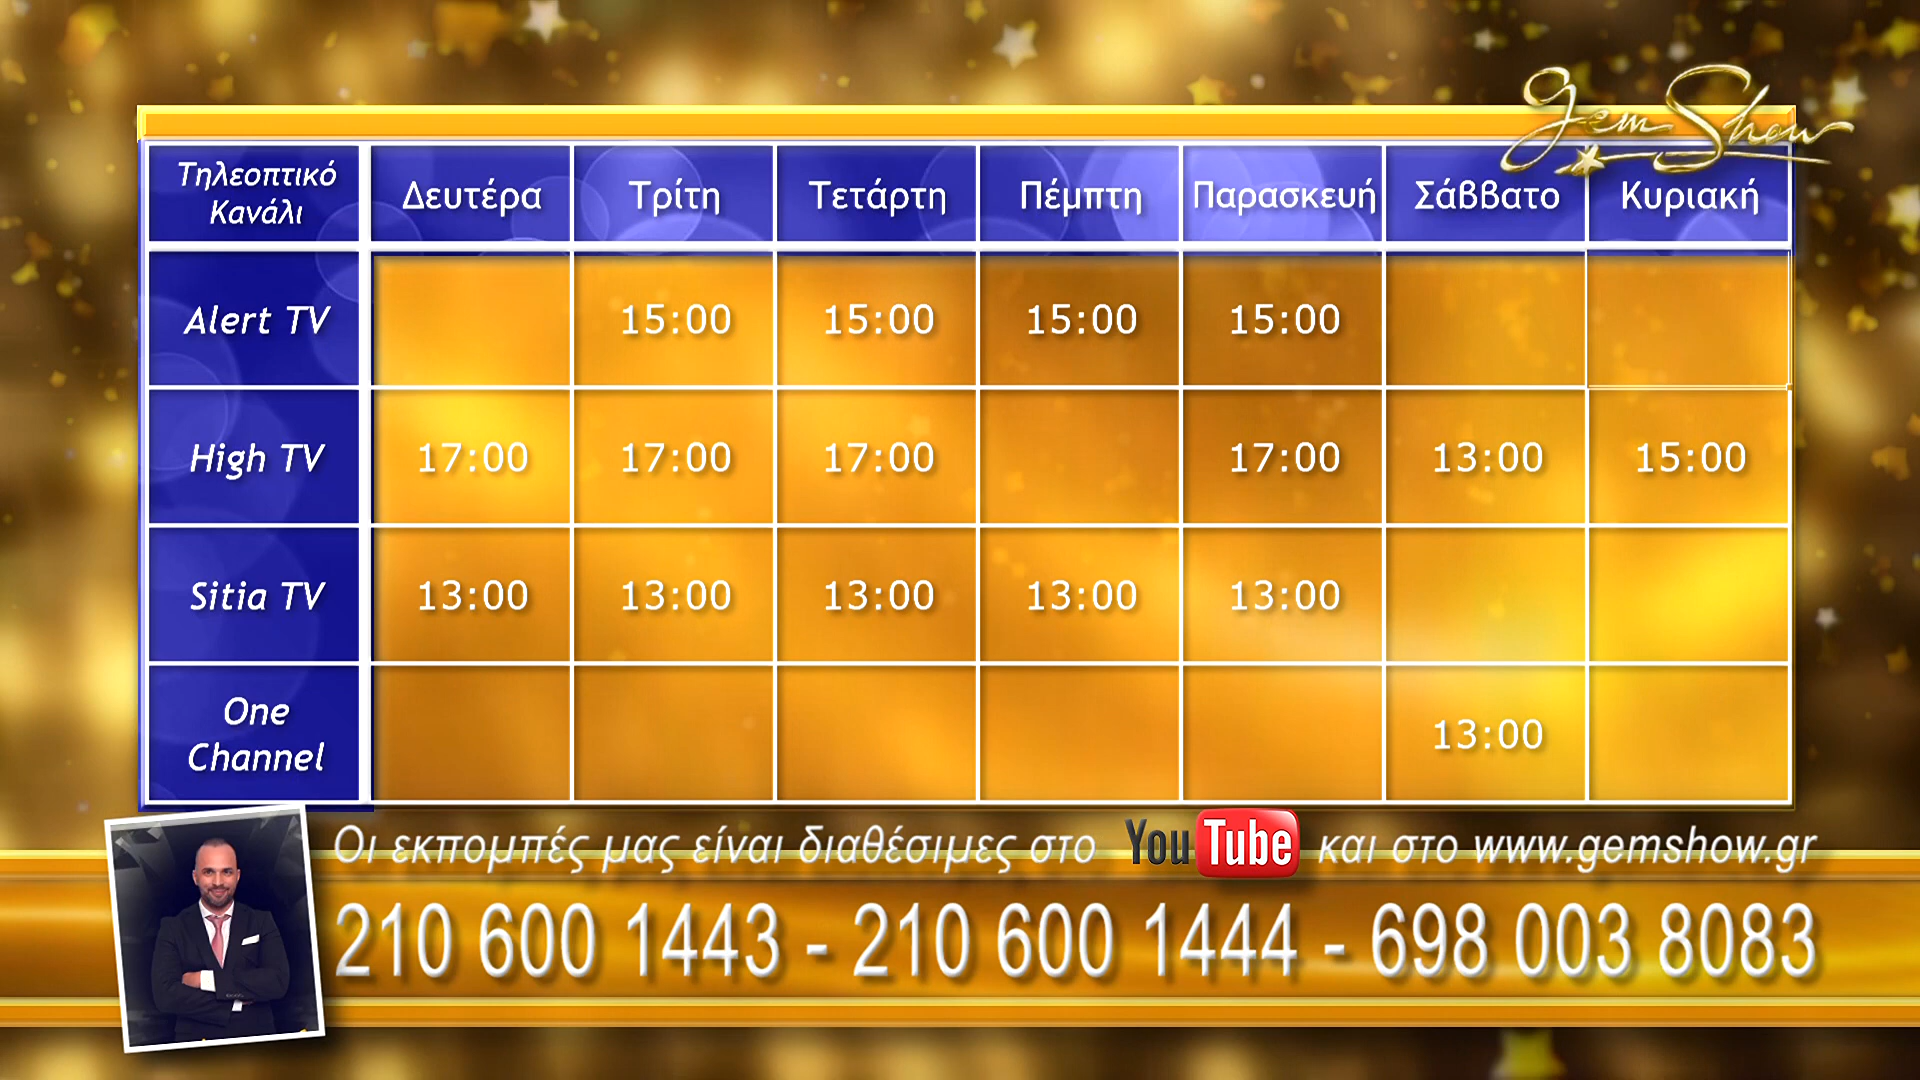 Gem Show
Τηλεοπτικό
Κανάλι
Δευτέρα Τρίτη Τετάρτη Πέμπτη Παρασκευή Σάββατο Κυριακή
Alert TV 15:00 15:00 15:00 15:00
High TV 17:00 17:00 17:00 17:00 13:00 15:00
Sitia TV 13:00 13:00 13:00 13:00 13:00
One
Channel
13:00
Οι εκπομπές μας είναι διαθέσιμες στο YouTube και στο www.gemshow.gr
210 600 1443 - 210 600 1444 - 698 003 8083